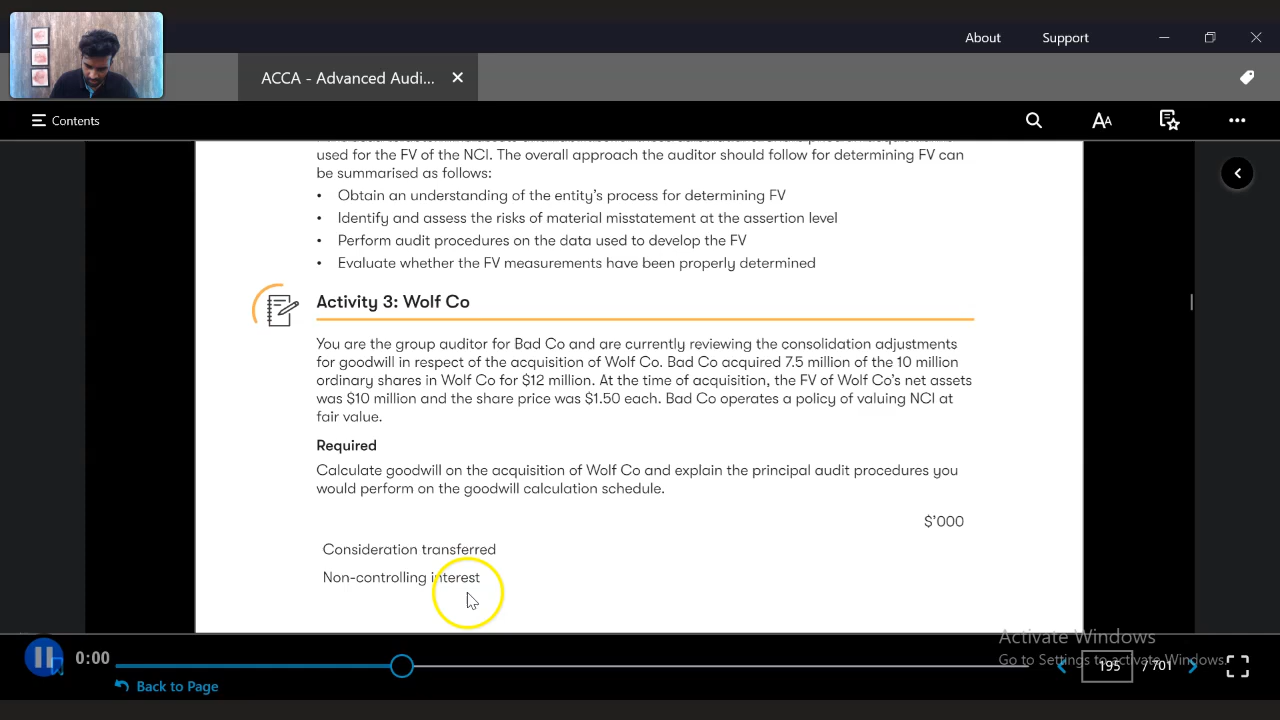 About
Support
ACCA - Advanced Audi...
Contents
used for the FV of the NCI. The overall approach the auditor should follow for determining FV can
be summarised as follows:
• Obtain an understanding of the entity's process for determining FV
• Identify and assess the risks of material misstatement at the assertion level
• Perform audit procedures on the data used to develop the FV
• Evaluate whether the FV measurements have been properly determined
Activity 3: Wolf Co
You are the group auditor for Bad Co and are currently reviewing the consolidation adjustments
for goodwill in respect of the acquisition of Wolf Co. Bad Co acquired 7.5 million of the 10 million
ordinary shares in Wolf Co for $12 million. At the time of acquisition, the FV of Wolf Co's net assets
was $10 million and the share price was $1.50 each. Bad Co operates a policy of valuing NCI at
fair value.
Required
Calculate goodwill on the acquisition of Wolf Co and explain the principal audit procedures you
would perform on the goodwill calculation schedule.
$'000
Consideration transferred
Non-controlling interest
Activate Windows
0:00
Go to Settings to activate Windows.
195 / 701
Back to Page